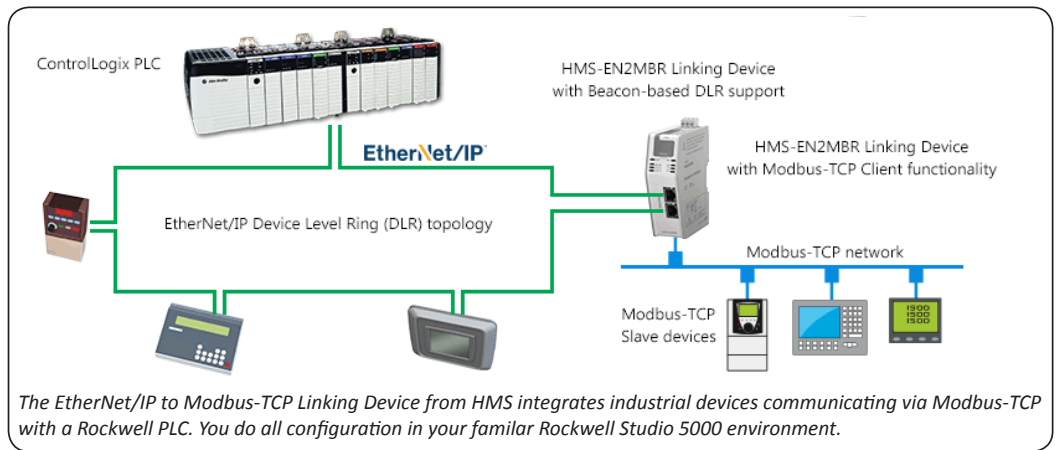 ControlLogix PLC
HMS-EN2MBR Linking Device
with Beacon-based DLR support
EtherNet/IP
HMS-EN2MBR Linking Device
with Modbus-TCP Client functionality
EtherNet/IP Device Level Ring (DLR) topology
Modbus-TCP network
Modbus-TCP
Slave devices
1500
1500
1500
The EtherNet/IP to Modbus-TCP Linking Device from HMS integrates industrial devices communicating via Modbus-TCP
with a Rockwell PLC. You do all configuration in your familar Rockwell Studio 5000 environment.